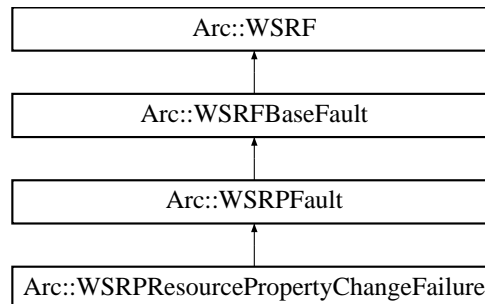 Arc::WSRF
Arc::WSRFBaseFault
Arc::WSRPFault
Arc::WSRPResourcePropertyChangeFailure